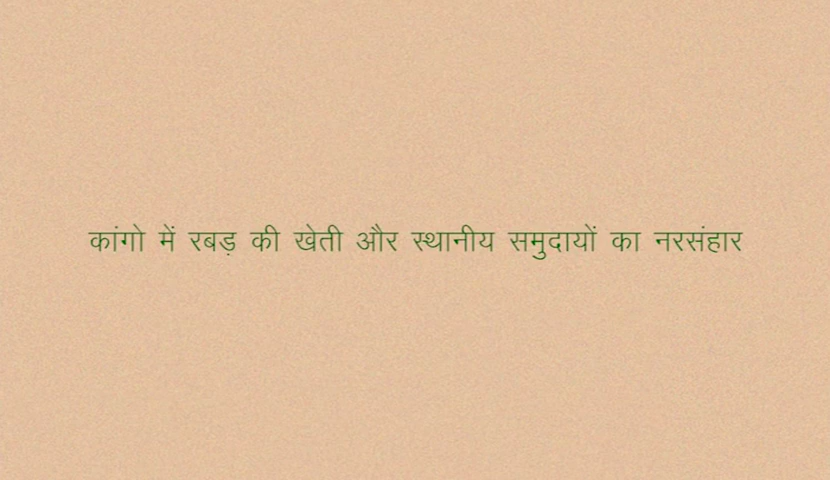 कांगो में रबड़ की खेती और स्थानीय समुदायों का नरसंहार